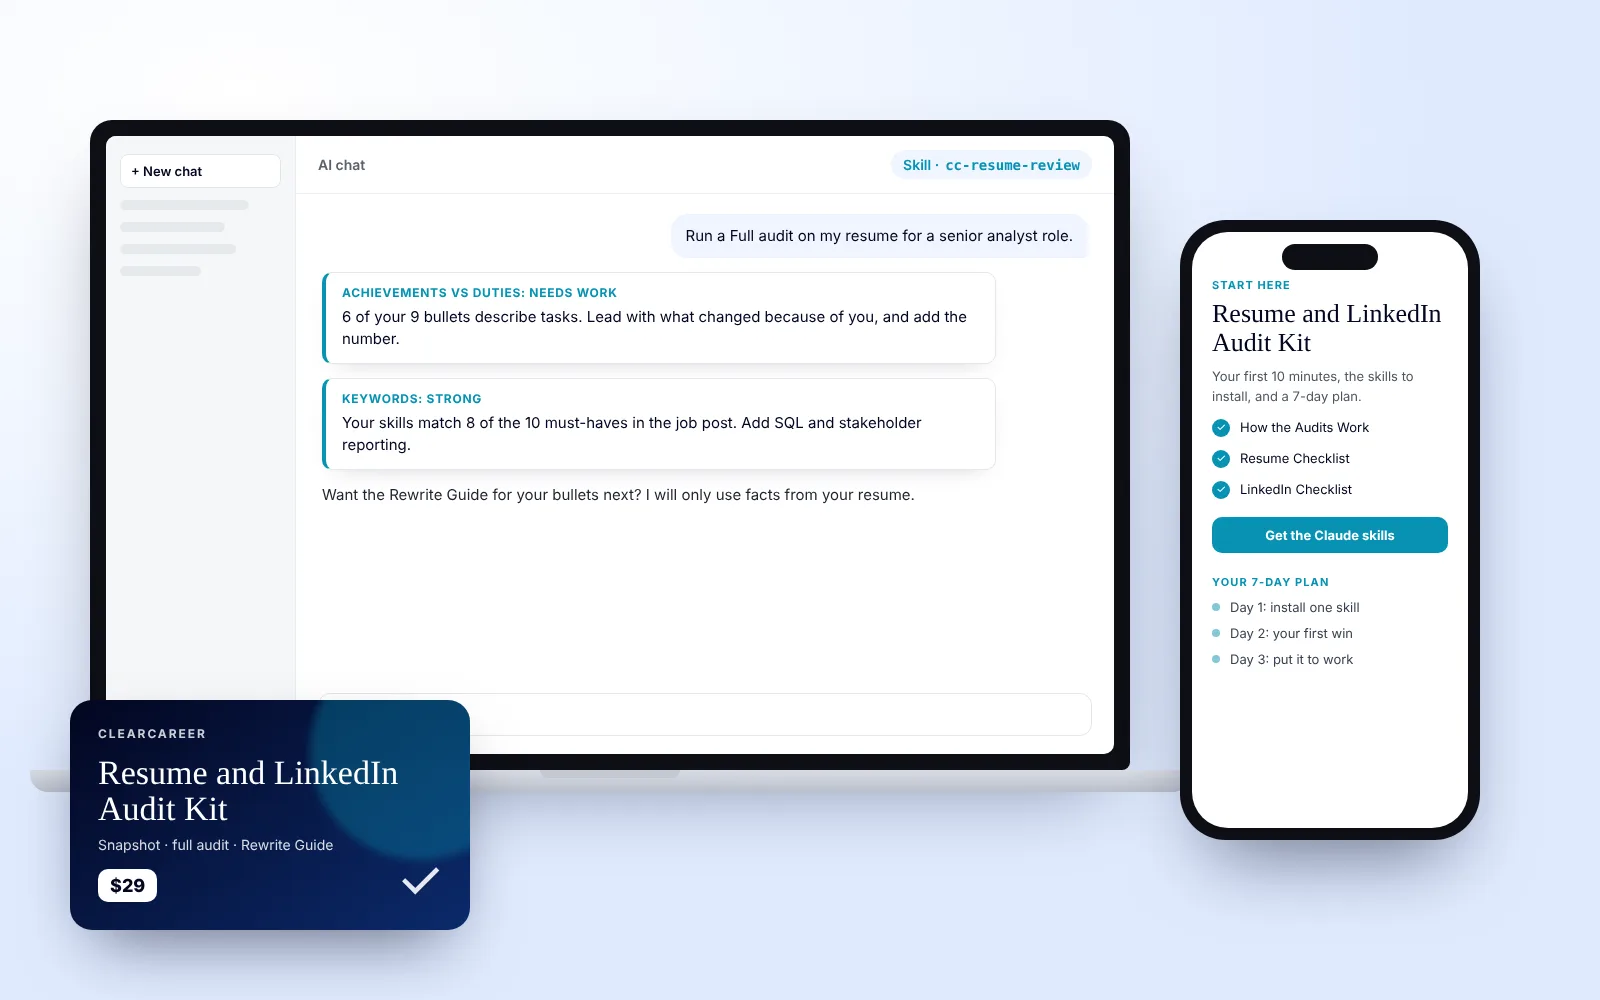 + New chat
AI chat
Skill · cc-resume-review
Run a Full audit on my resume for a senior analyst role.
ACHIEVEMENTS VS DUTIES: NEEDS WORK
6 of your 9 bullets describe tasks. Lead with what changed because of you, and add the
number.
KEYWORDS: STRONG
Your skills match 8 of the 10 must-haves in the job post. Add SQL and stakeholder
reporting.
Want the Rewrite Guide for your bullets next? I will only use facts from your resume.
CLEARCAREER
Resume and LinkedIn
Audit Kit
Snapshot · full audit · Rewrite Guide
$29
START HERE
Resume and LinkedIn
Audit Kit
Your first 10 minutes, the skills to
install, and a 7-day plan.
How the Audits Work
Resume Checklist
LinkedIn Checklist
Get the Claude skills
YOUR 7-DAY PLAN
Day 1: install one skill
Day 2: your first win
Day 3: put it to work